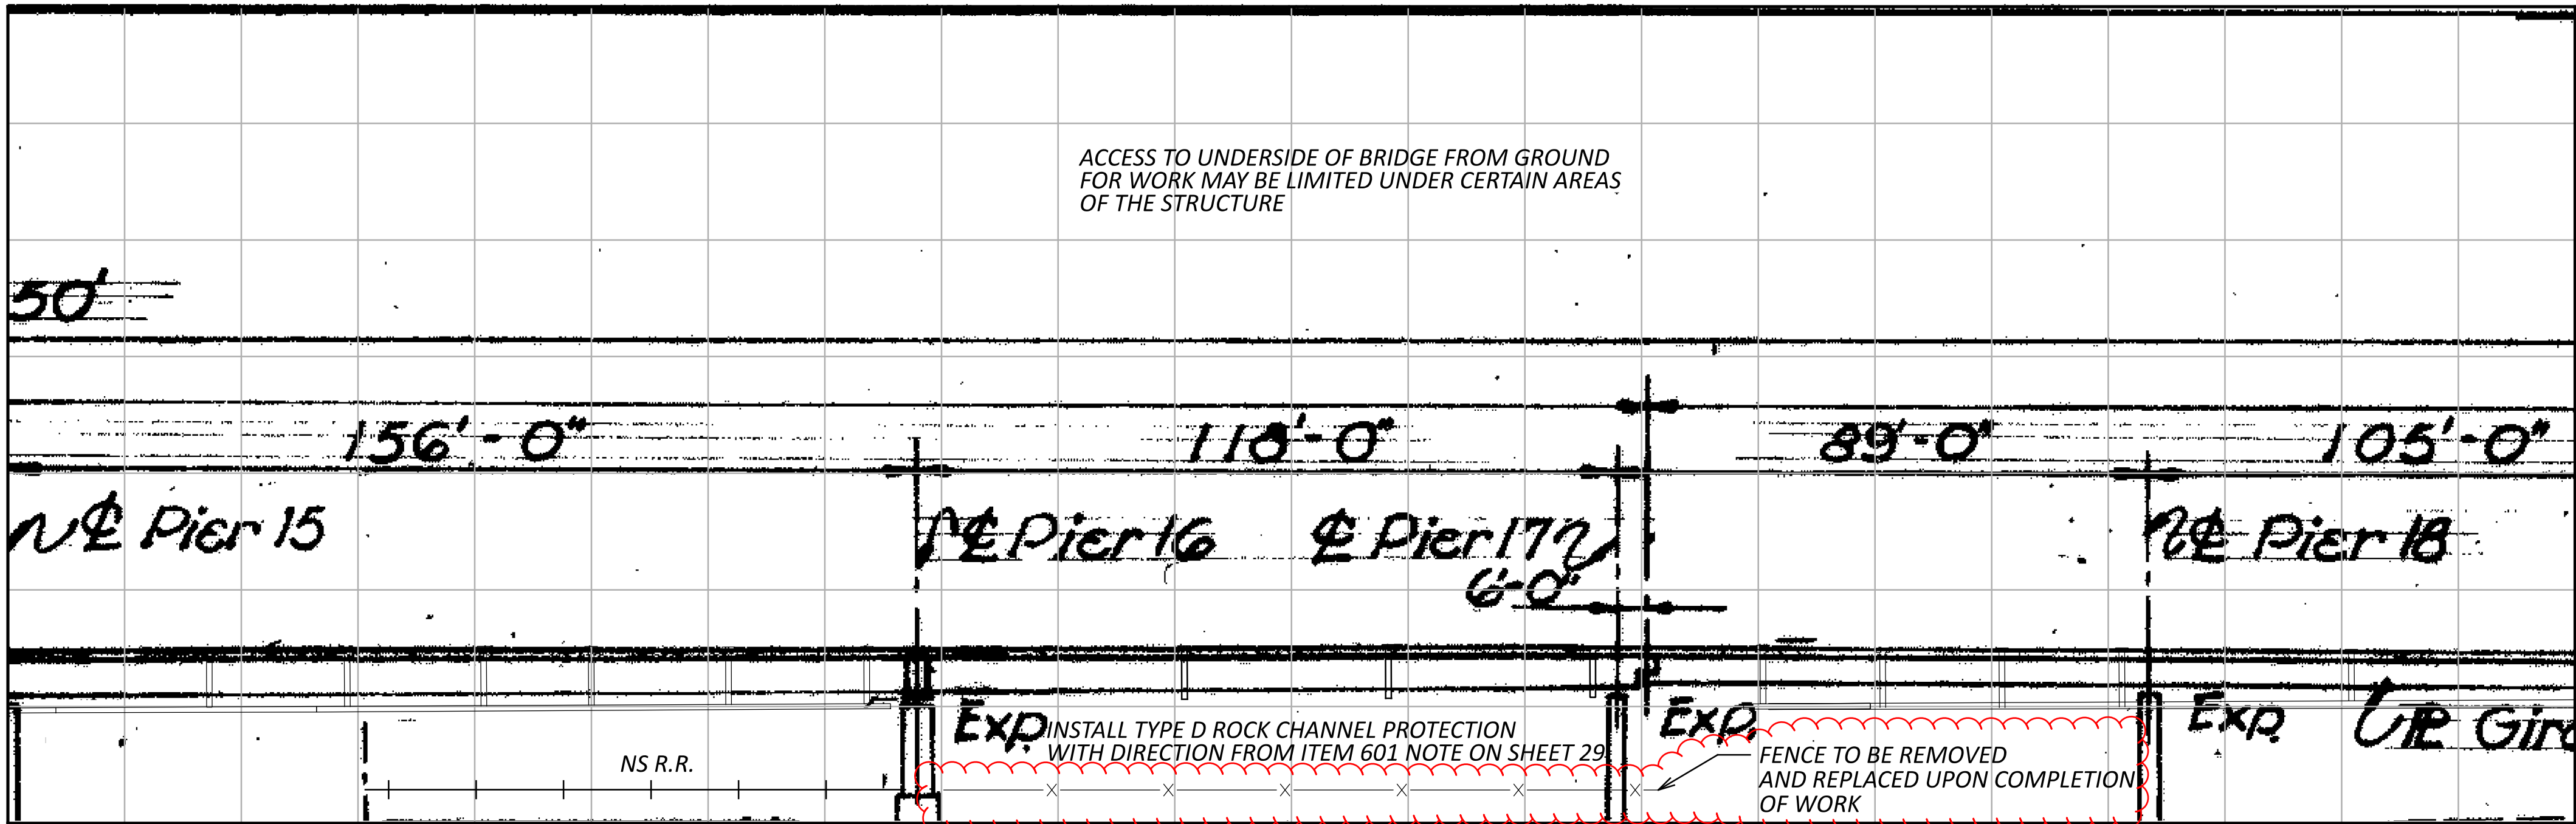 ACCESS TO UNDERSIDE OF BRIDGE FROM GROUND
FOR WORK MAY BE LIMITED UNDER CERTAIN AREAS
OF THE STRUCTURE
50'
156'-0"
118'-0"
89'-0"
105'-0"
℄ Pier 15
℄ Pier 16
℄ Pier 17
℄ Pier 18
6'-0"
Exp.
Exp.
Exp.
INSTALL TYPE D ROCK CHANNEL PROTECTION
WITH DIRECTION FROM ITEM 601 NOTE ON SHEET 29
NS R.R.
FENCE TO BE REMOVED
AND REPLACED UPON COMPLETION
OF WORK